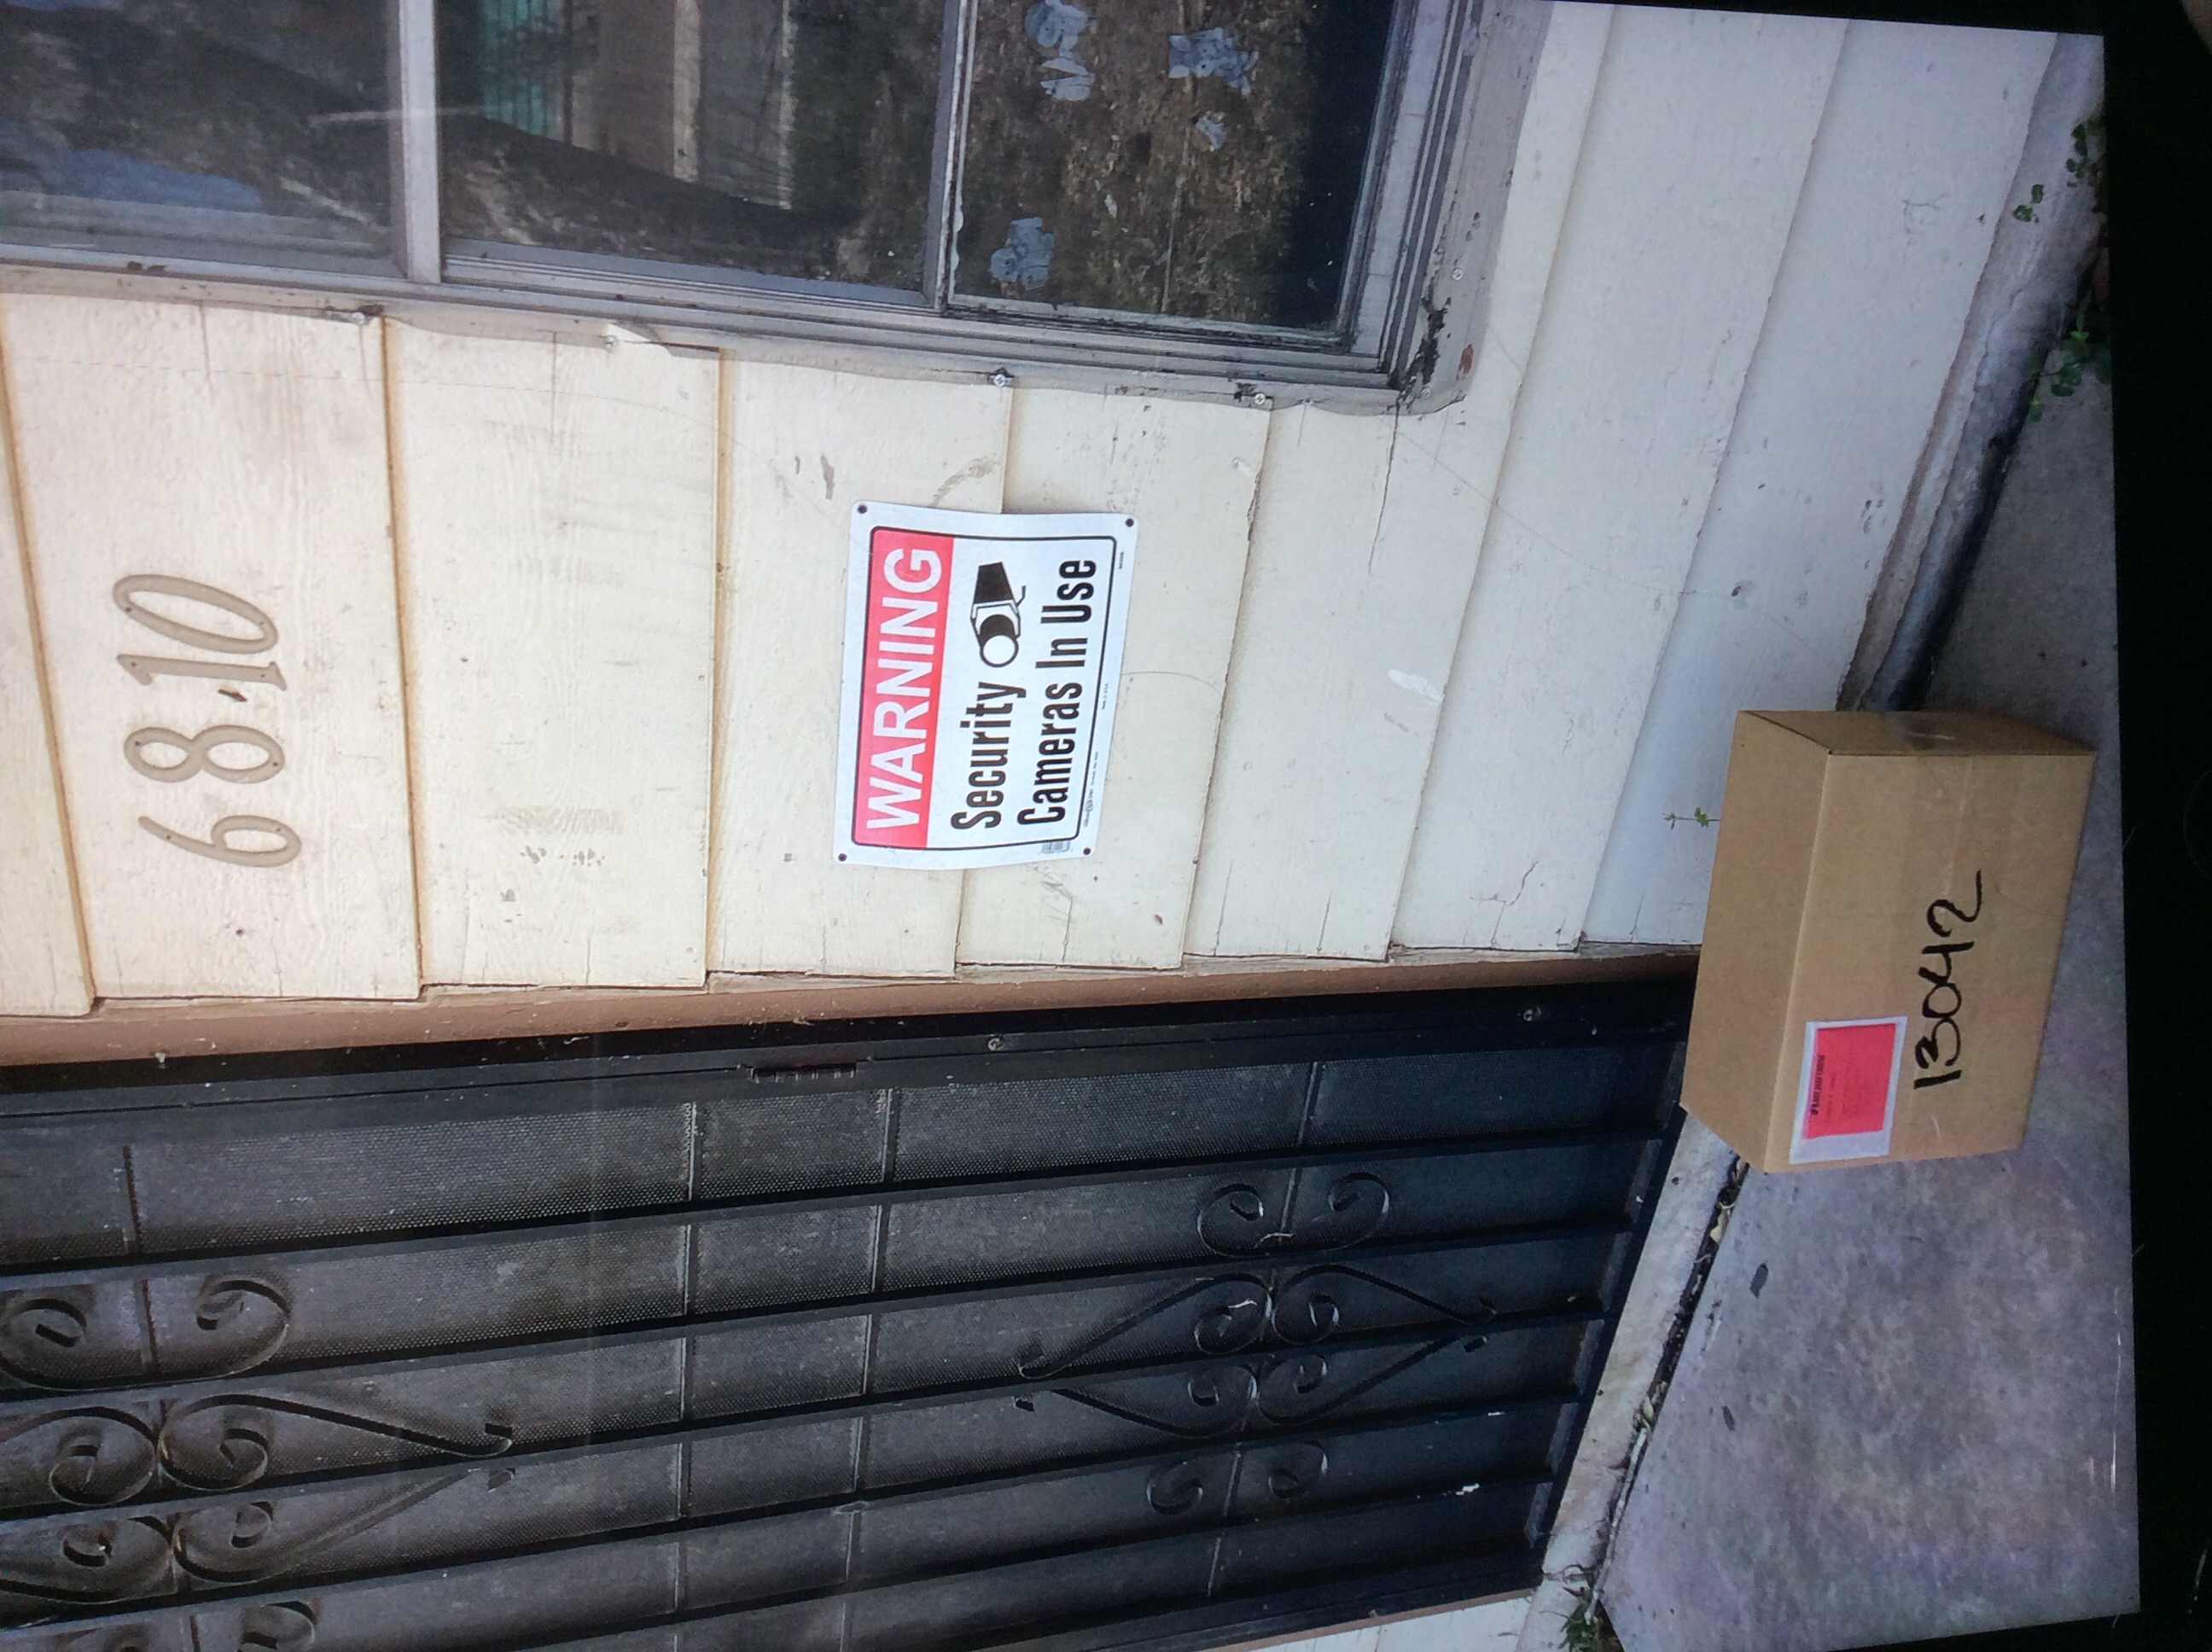 6810
WARNING
Security
Cameras In Use
13042